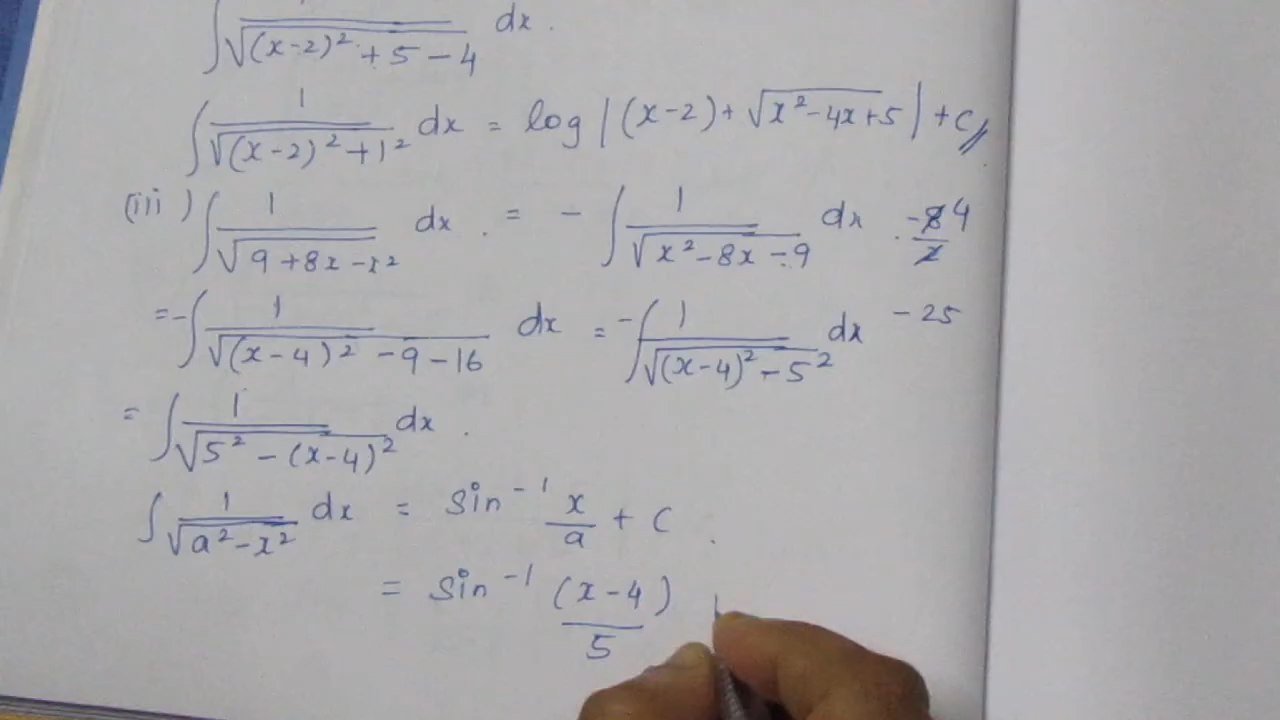 ∫ 1/√((x-2)² + 5 - 4) dx.
∫ 1/√((x-2)² + 1²) dx = log |(x-2) + √(x² - 4x + 5)| + C //
(iii) ∫ 1/√(9 + 8x - x²) dx. = - ∫ 1/√(x² - 8x - 9) dx . -8/2 4
= - ∫ 1/√((x-4)² - 9 - 16) dx = - ∫ 1/√((x-4)² - 5²) dx - 25
= ∫ 1/√(5² - (x-4)²) dx.
∫ 1/√(a² - x²) dx = Sin⁻¹ x/a + C.
= Sin⁻¹ (x-4)/5